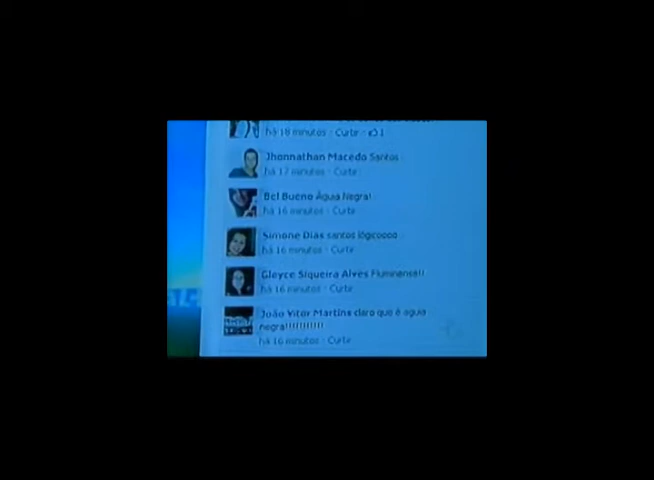 há 18 minutos · Curtir · 1
Jhonnathan Macedo Santos
há 17 minutos · Curtir
Bel Bueno Águia Negra!
há 16 minutos · Curtir
Simone Dias santos lógicoooo
há 16 minutos · Curtir
Gleyce Siqueira Alves Fluminense!!
há 16 minutos · Curtir
João Vitor Martins claro que é aguia
negra!!!!!!!!!!!
há 16 minutos · Curtir